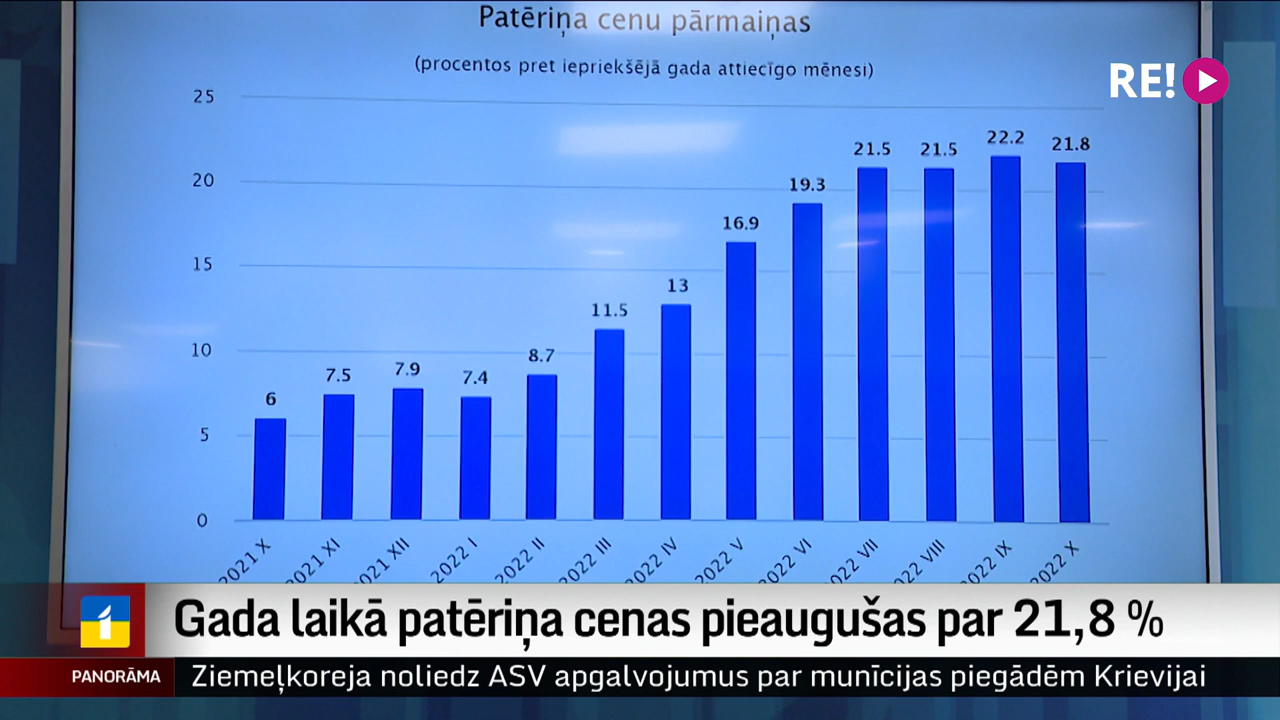 Patēriņa cenu pārmaiņas
(procentos pret iepriekšējā gada attiecīgo mēnesi)
RE!
25
20
15
10
5
0
6
7.5
7.9
7.4
8.7
11.5
13
16.9
19.3
21.5
21.5
22.2
21.8
2021 X
2021 XI
2021 XII
2022 I
2022 II
2022 III
2022 IV
2022 V
2022 VI
2022 VII
2022 VIII
2022 IX
2022 X
1
Gada laikā patēriņa cenas pieaugušas par 21,8 %
PANORĀMA
Ziemeļkoreja noliedz ASV apgalvojumus par munīcijas piegādēm Krievijai